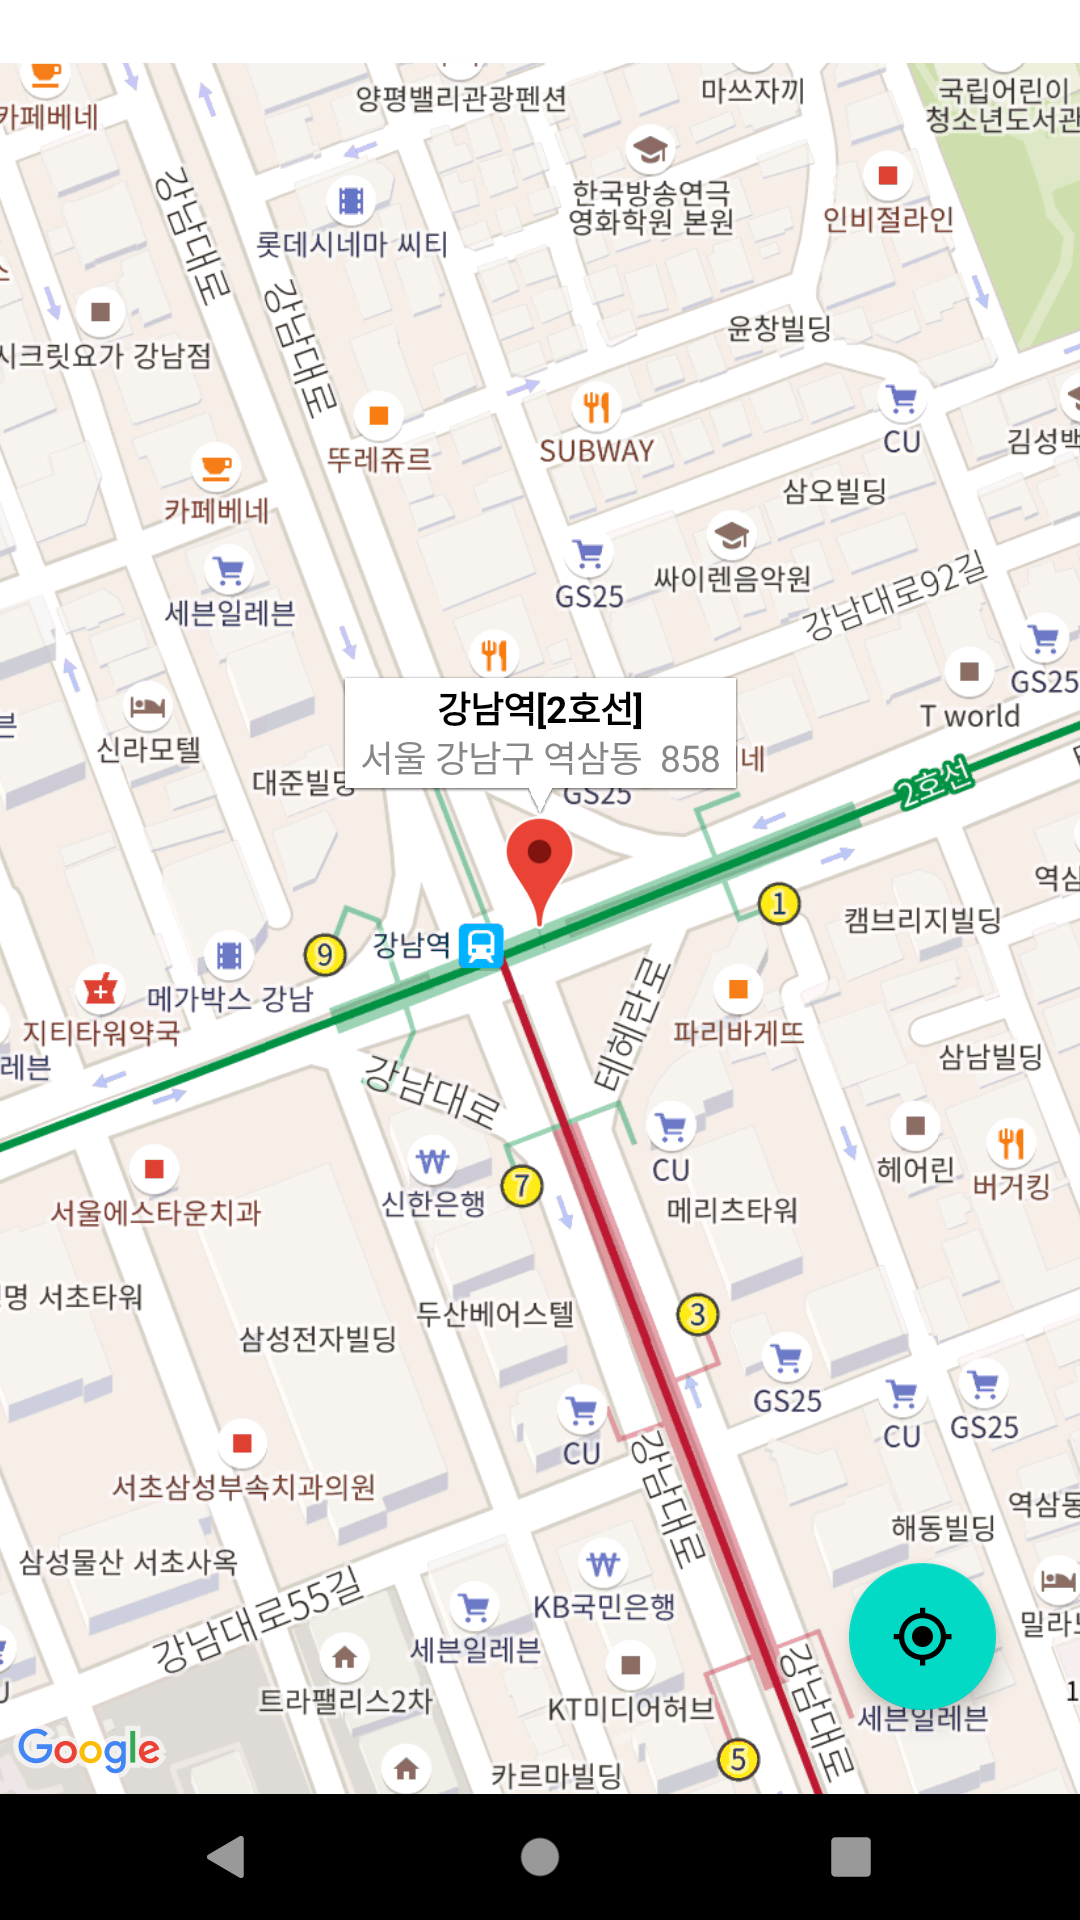 양평밸리관광펜션
마쓰자끼
국립어린이
청소년도서관
카페베네
한국방송연극
영화학원 본원
인비절라인
롯데시네마 씨티
강남대로
강남대로
시크릿요가 강남점
윤창빌딩
뚜레쥬르
SUBWAY
CU
김성백
카페베네
삼오빌딩
GS25
싸이렌음악원
강남대로92길
세븐일레븐
GS25
T world
신라모텔
대준빌딩
강남역[2호선]
서울 강남구 역삼동 858
네
GS25
2호선
1
역삼
캠브리지빌딩
9
강남역
메가박스 강남
지티타워약국
레븐
테헤란로
파리바게뜨
삼남빌딩
강남대로
CU
헤어린
버거킹
신한은행
7
서울에스타운치과
메리츠타워
명 서초타워
두산베어스텔
삼성전자빌딩
3
GS25
CU
GS25
CU
서초삼성부속치과의원
강남대로
역삼동
해동빌딩
삼성물산 서초사옥
KB국민은행
강남대로55길
세븐일레븐
밀라노
트라팰리스2차
KT미디어허브
강남대로
세븐일레븐
Google
5
카르마빌딩